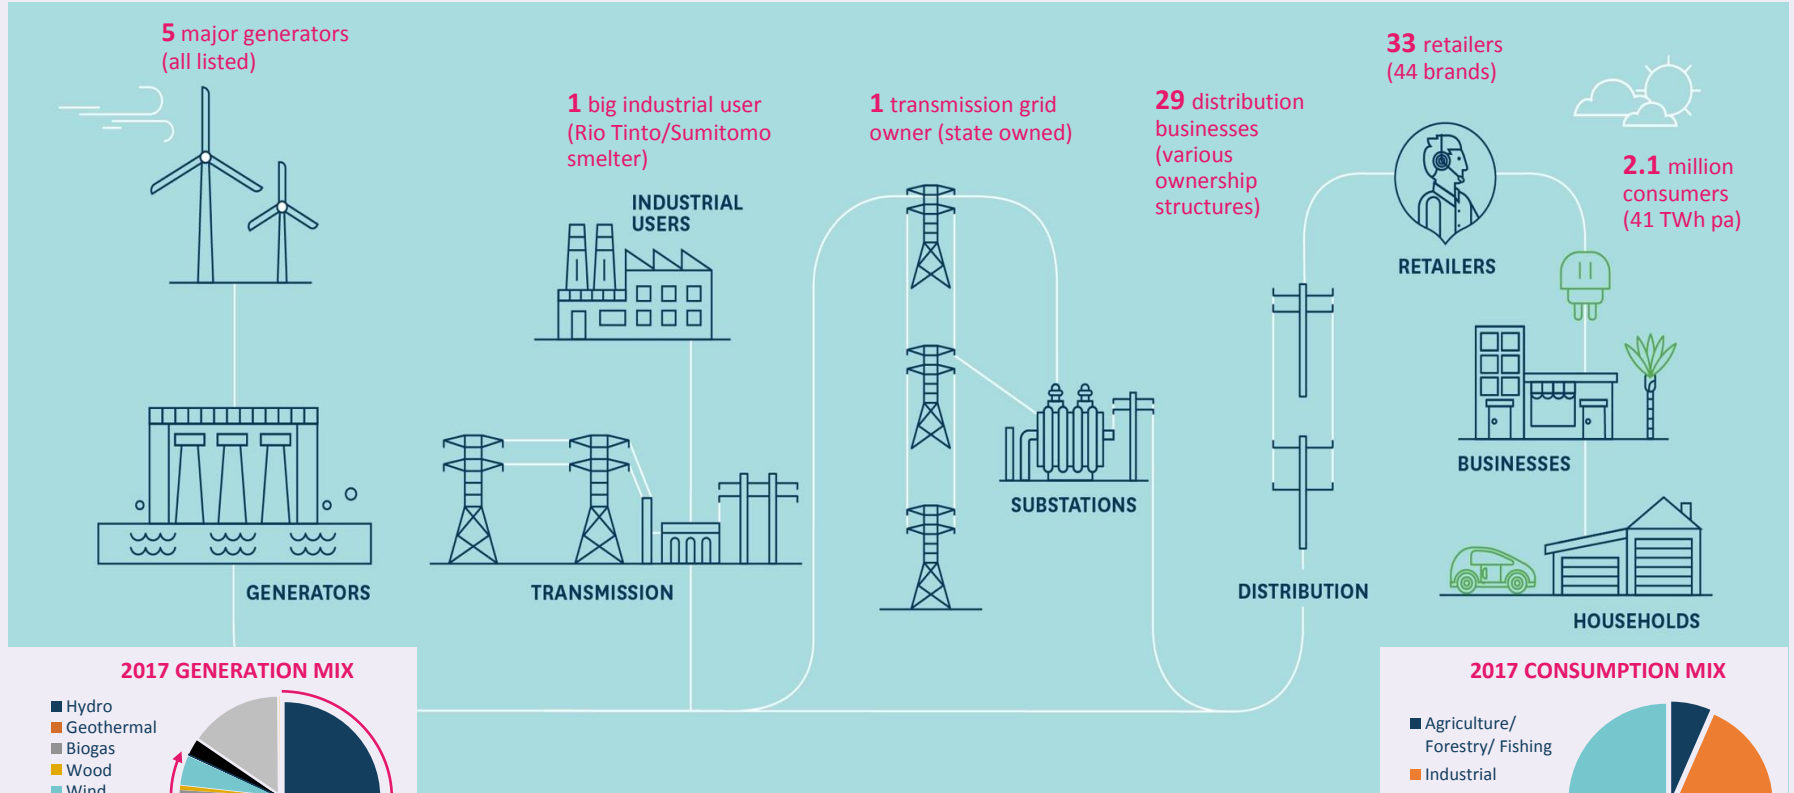 5 major generators
(all listed)
1 big industrial user
(Rio Tinto/Sumitomo
smelter)
1 transmission grid
owner (state owned)
29 distribution
businesses
(various
ownership
structures)
33 retailers
(44 brands)
2.1 million
consumers
(41 TWh pa)
INDUSTRIAL
USERS
RETAILERS
BUSINESSES
SUBSTATIONS
GENERATORS
TRANSMISSION
DISTRIBUTION
HOUSEHOLDS
2017 GENERATION MIX
Hydro
Geothermal
Biogas
Wood
Wind
2017 CONSUMPTION MIX
Agriculture/
Forestry/ Fishing
Industrial